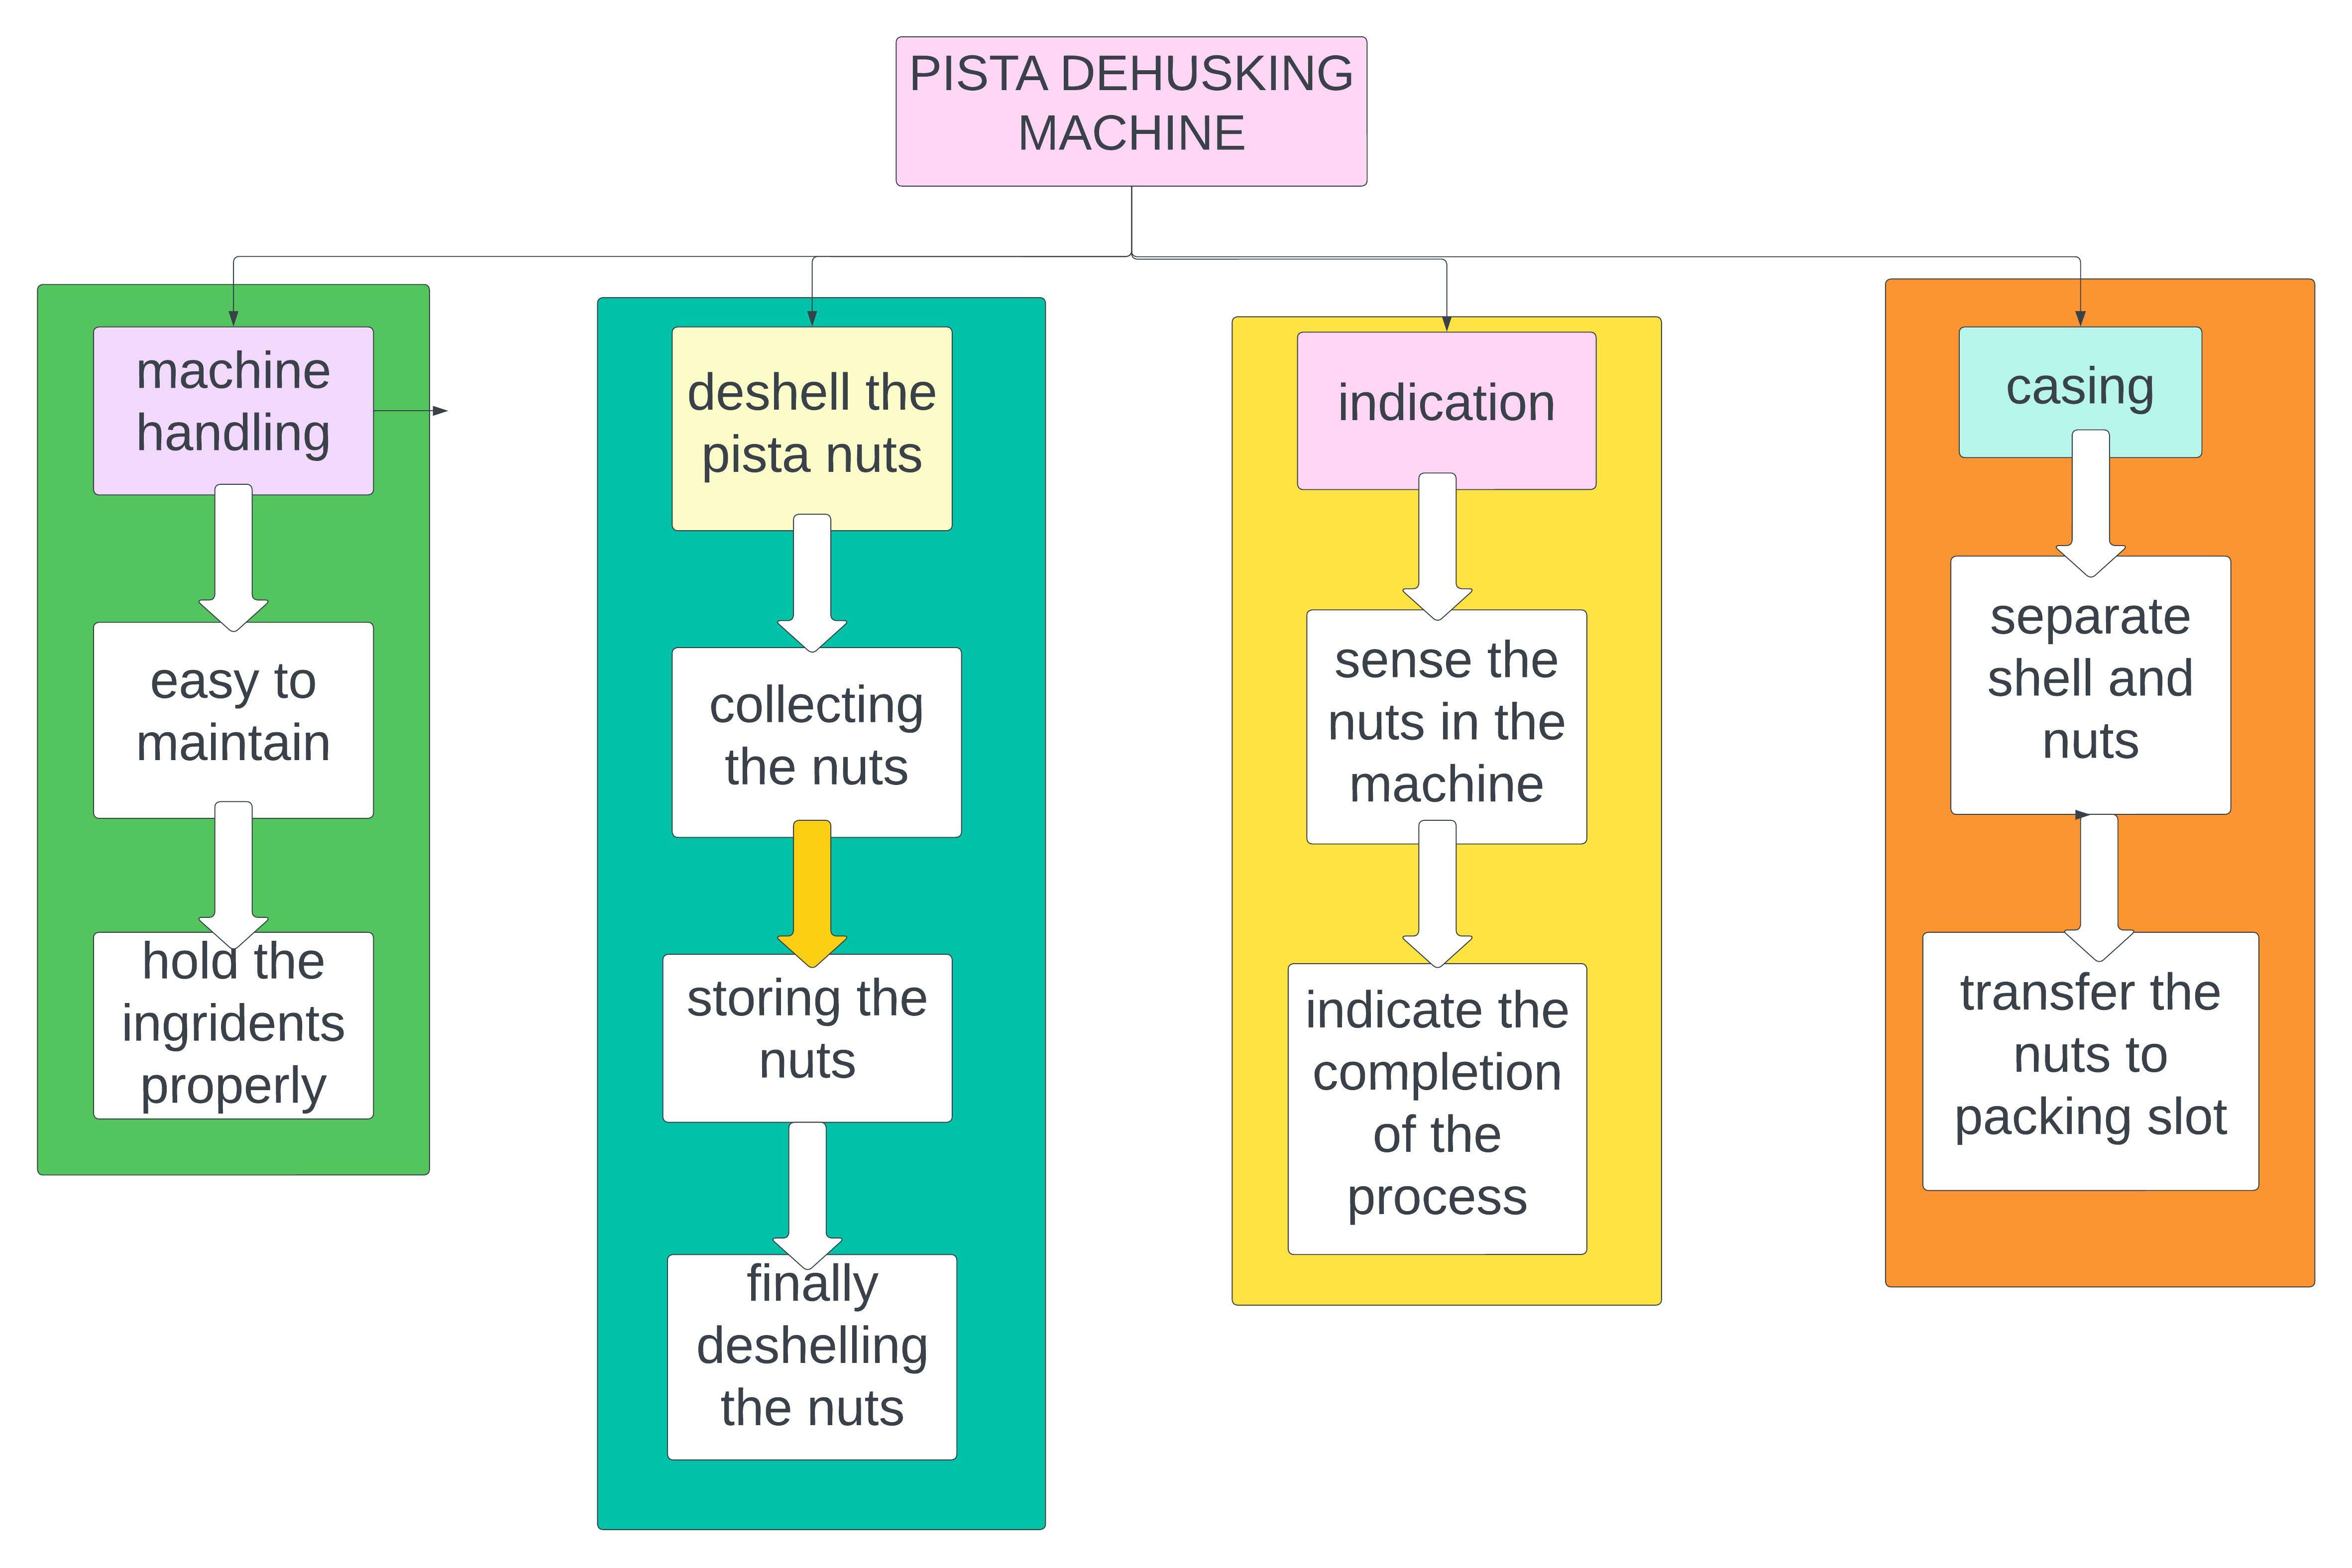 PISTA DEHUSKING
MACHINE
machine
handling
easy to
maintain
hold the
ingridents
properly
deshell the
pista nuts
collecting
the nuts
storing the
nuts
finally
deshelling
the nuts
indication
sense the
nuts in the
machine
indicate the
completion
of the
process
casing
separate
shell and
nuts
transfer the
nuts to
packing slot